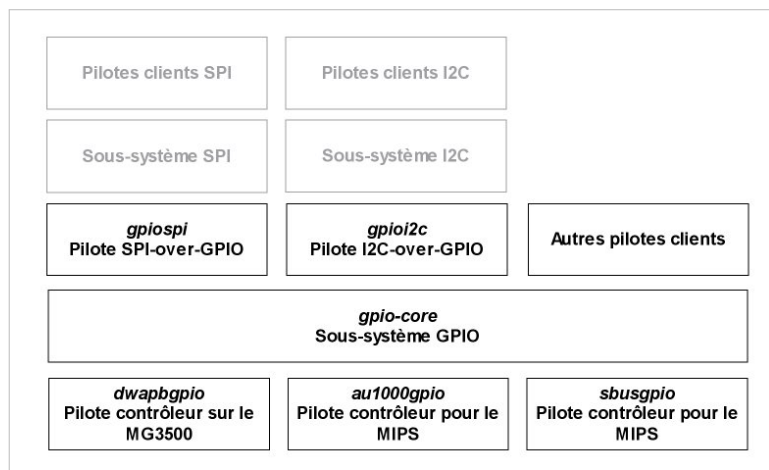 Pilotes clients SPI
Pilotes clients I2C
Sous-système SPI
Sous-système I2C
gpiospi
Pilote SPI-over-GPIO
gpioi2c
Pilote I2C-over-GPIO
Autres pilotes clients
gpio-core
Sous-système GPIO
dwapbgpio
Pilote contrôleur sur le
MG3500
au1000gpio
Pilote contrôleur pour le
MIPS
sbusgpio
Pilote contrôleur pour le
MIPS